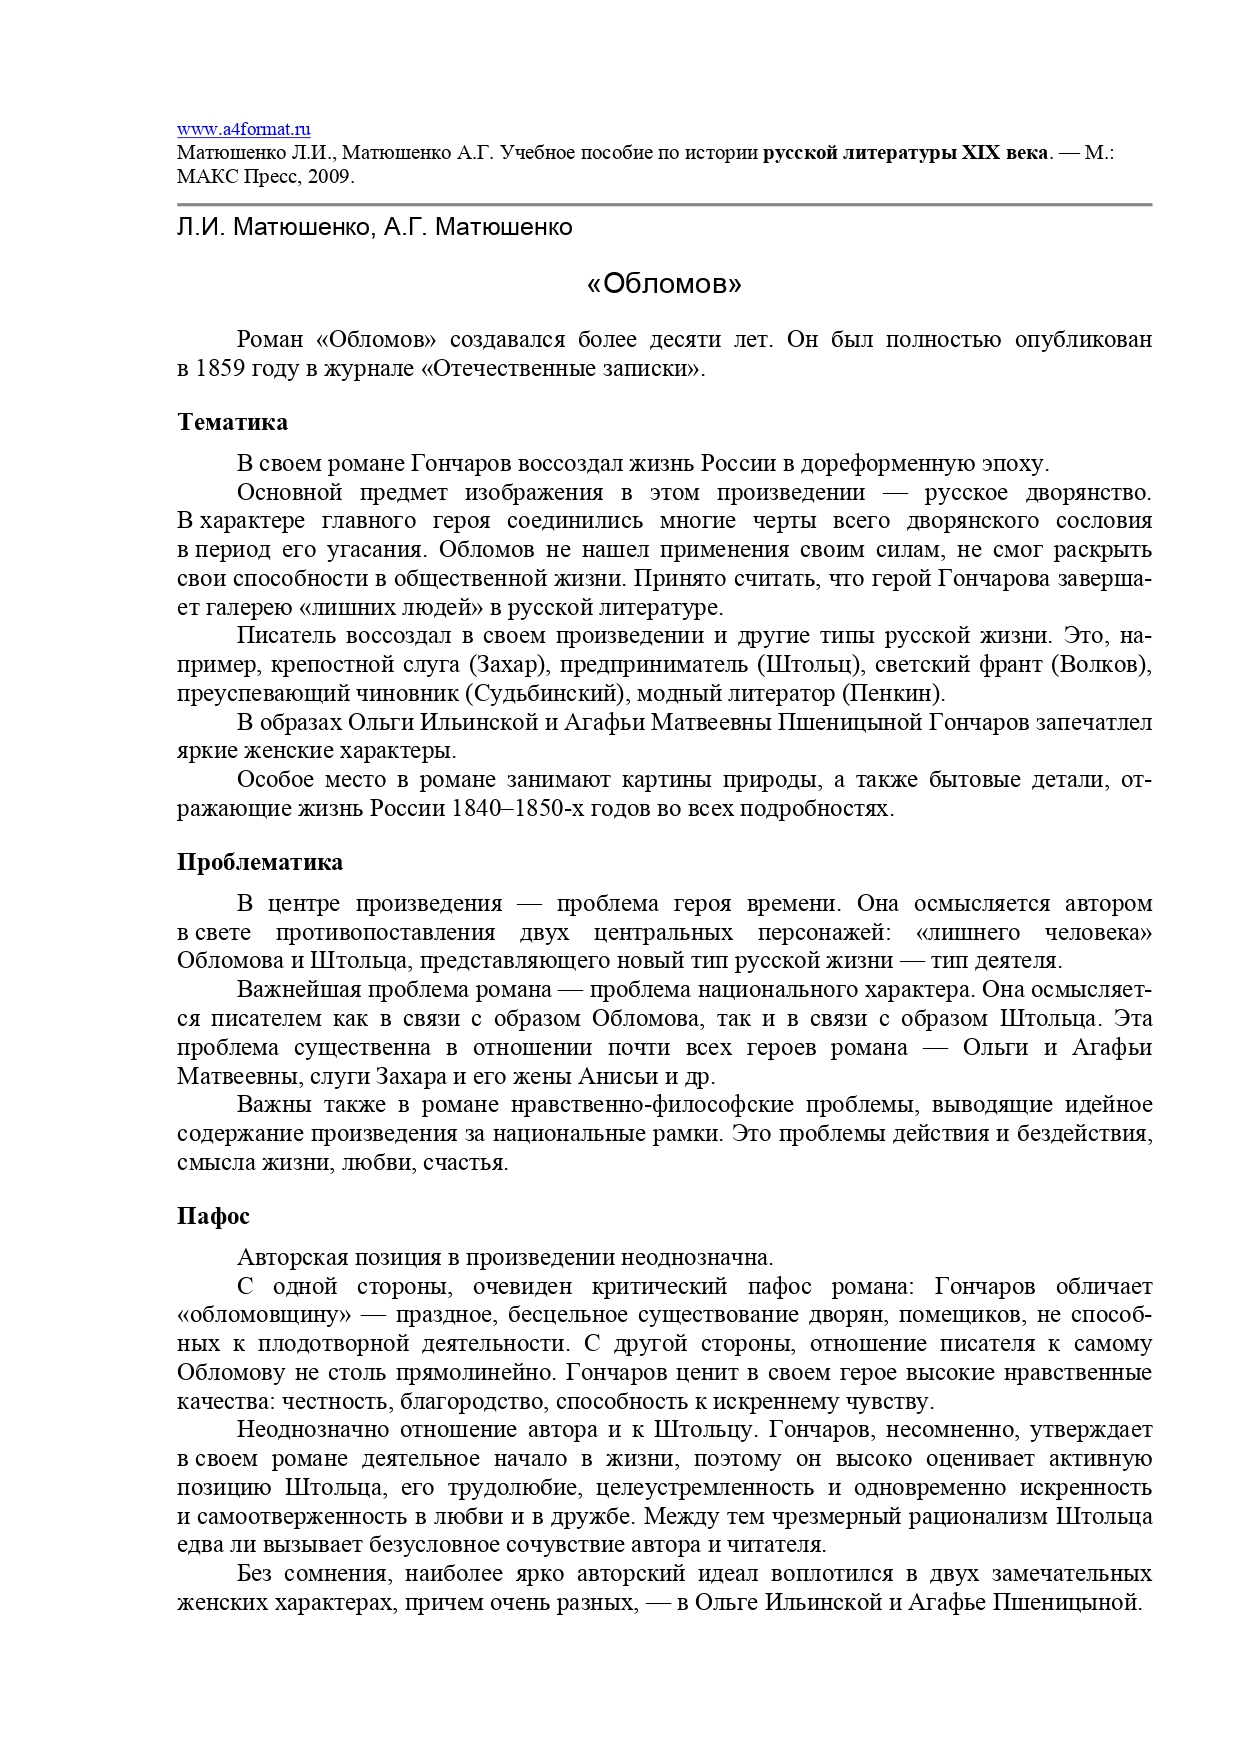 www.a4format.ru
Матюшенко Л.И., Матюшенко А.Г. Учебное пособие по истории русской литературы XIX века. — М.:
МАКС Пресс, 2009.
Л.И. Матюшенко, А.Г. Матюшенко
«Обломов»
Роман «Обломов» создавался более десяти лет. Он был полностью опубликован
в 1859 году в журнале «Отечественные записки».
Тематика
В своем романе Гончаров воссоздал жизнь России в дореформенную эпоху.
Основной предмет изображения в этом произведении — русское дворянство.
В характере главного героя соединились многие черты всего дворянского сословия
в период его угасания. Обломов не нашел применения своим силам, не смог раскрыть
свои способности в общественной жизни. Принято считать, что герой Гончарова заверша-
ет галерею «лишних людей» в русской литературе.
Писатель воссоздал в своем произведении и другие типы русской жизни. Это, на-
пример, крепостной слуга (Захар), предприниматель (Штольц), светский франт (Волков),
преуспевающий чиновник (Судьбинский), модный литератор (Пенкин).
В образах Ольги Ильинской и Агафьи Матвеевны Пшеницыной Гончаров запечатлел
яркие женские характеры.
Особое место в романе занимают картины природы, а также бытовые детали, от-
ражающие жизнь России 1840–1850-х годов во всех подробностях.
Проблематика
В центре произведения — проблема героя времени. Она осмысляется автором
в свете противопоставления двух центральных персонажей: «лишнего человека»
Обломова и Штольца, представляющего новый тип русской жизни — тип деятеля.
Важнейшая проблема романа — проблема национального характера. Она осмысляет-
ся писателем как в связи с образом Обломова, так и в связи с образом Штольца. Эта
проблема существенна в отношении почти всех героев романа — Ольги и Агафьи
Матвеевны, слуги Захара и его жены Анисьи и др.
Важны также в романе нравственно-философские проблемы, выводящие идейное
содержание произведения за национальные рамки. Это проблемы действия и бездействия,
смысла жизни, любви, счастья.
Пафос
Авторская позиция в произведении неоднозначна.
С одной стороны, очевиден критический пафос романа: Гончаров обличает
«обломовщину» — праздное, бесцельное существование дворян, помещиков, не способ-
ных к плодотворной деятельности. С другой стороны, отношение писателя к самому
Обломову не столь прямолинейно. Гончаров ценит в своем герое высокие нравственные
качества: честность, благородство, способность к искреннему чувству.
Неоднозначно отношение автора и к Штольцу. Гончаров, несомненно, утверждает
в своем романе деятельное начало в жизни, поэтому он высоко оценивает активную
позицию Штольца, его трудолюбие, целеустремленность и одновременно искренность
и самоотверженность в любви и в дружбе. Между тем чрезмерный рационализм Штольца
едва ли вызывает безусловное сочувствие автора и читателя.
Без сомнения, наиболее ярко авторский идеал воплотился в двух замечательных
женских характерах, причем очень разных, — в Ольге Ильинской и Агафье Пшеницыной.